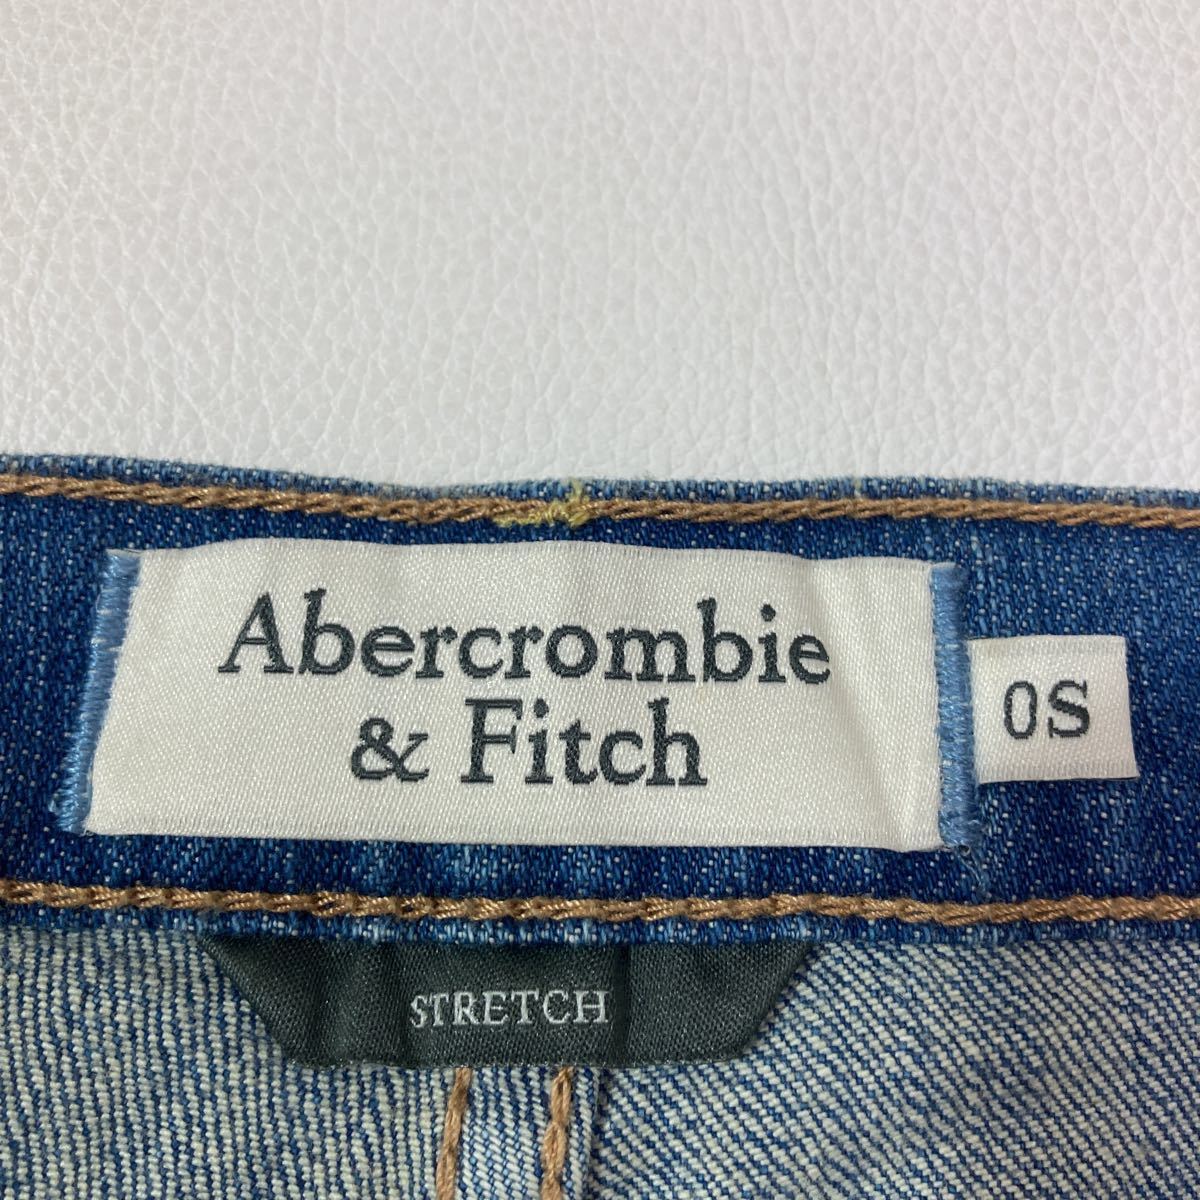 Abercrombie
& Fitch
0S
STRETCH